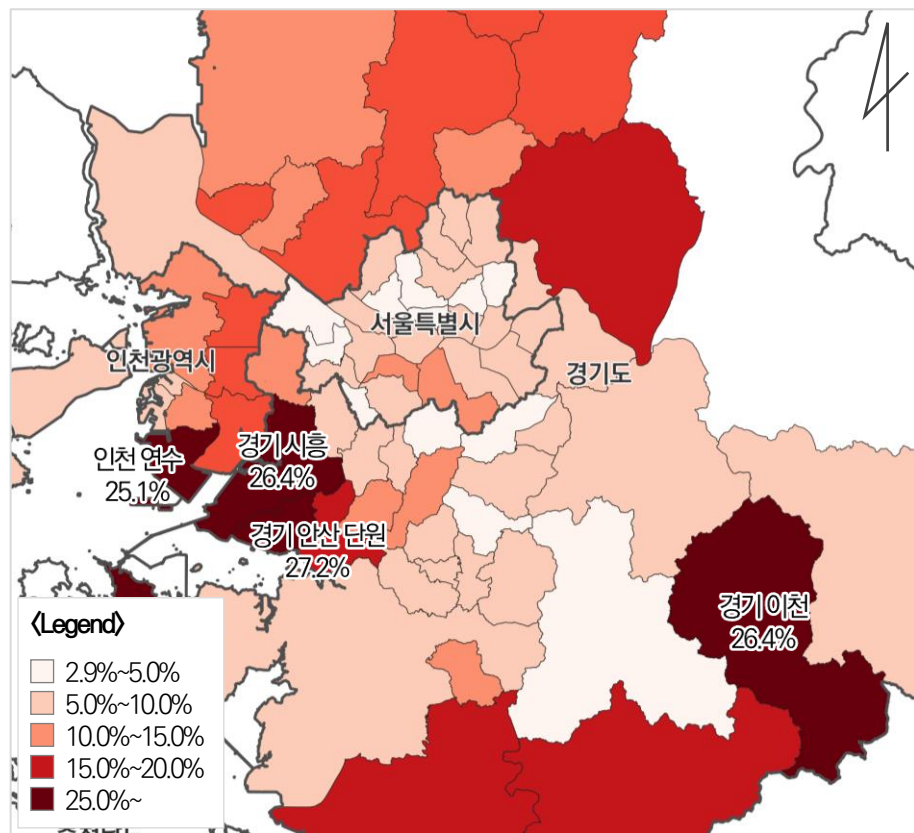 서울특별시
인천광역시
경기도
인천 연수
25.1%
경기 시흥
26.4%
경기 안산 단원
27.2%
경기 이천
26.4%
〈Legend〉
2.9%~5.0%
5.0%~10.0%
10.0%~15.0%
15.0%~20.0%
25.0%~